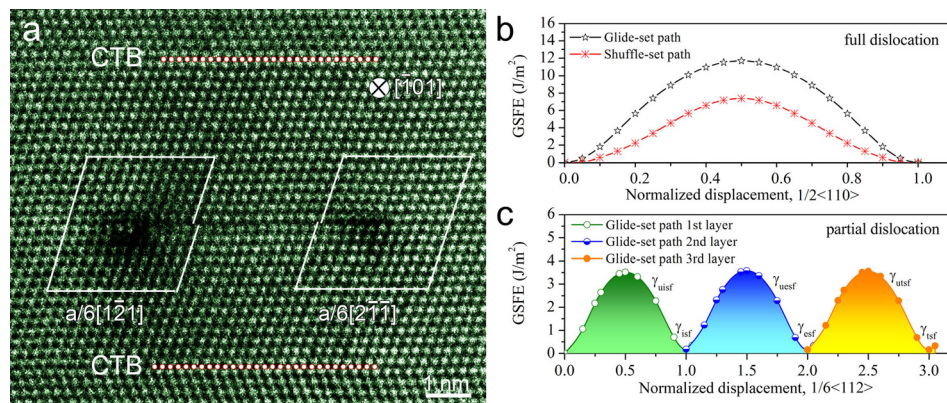 a
CTB
[1̄01]
a/6[12̄1]
a/6[21̄1̄]
CTB
1 nm
b
full dislocation
Glide-set path
Shuffle-set path
GSFE (J/m²)
16
14
12
10
8
6
4
2
0
0.0 0.2 0.4 0.6 0.8 1.0
Normalized displacement, 1/2<110>
c
partial dislocation
Glide-set path 1st layer
Glide-set path 2nd layer
Glide-set path 3rd layer
GSFE (J/m²)
6
5
4
3
2
1
0
γuisf
γisf
γuesf
γesf
γutsf
γtsf
0.5 1.0 1.5 2.0 2.5 3.0
Normalized displacement, 1/6<112>